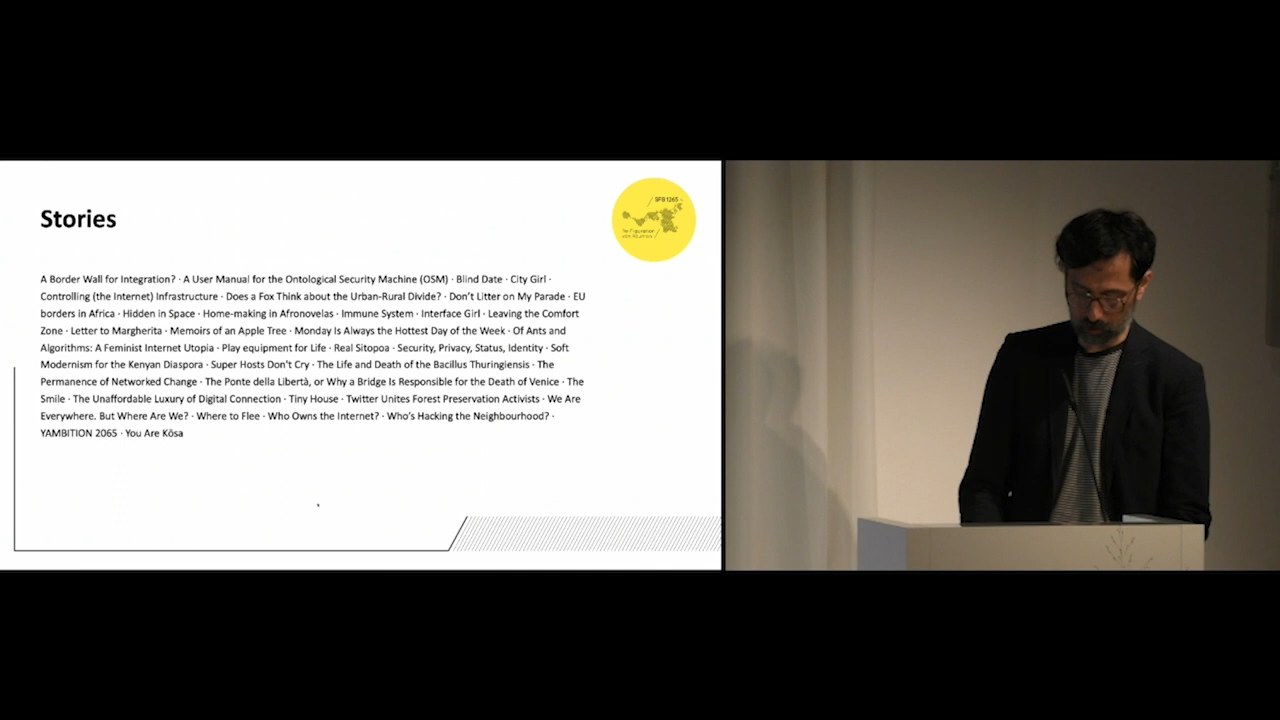 Stories
SFB 1265
Re-Figuration
von Räumen
A Border Wall for Integration? · A User Manual for the Ontological Security Machine (OSM) · Blind Date · City Girl ·
Controlling (the Internet) Infrastructure · Does a Fox Think about the Urban-Rural Divide? · Don't Litter on My Parade · EU
borders in Africa · Hidden in Space · Home-making in Afronovelas · Immune System · Interface Girl · Leaving the Comfort
Zone · Letter to Margherita · Memoirs of an Apple Tree · Monday Is Always the Hottest Day of the Week · Of Ants and
Algorithms: A Feminist Internet Utopia · Play equipment for Life · Real Sitopoa · Security, Privacy, Status, Identity · Soft
Modernism for the Kenyan Diaspora · Super Hosts Don't Cry · The Life and Death of the Bacillus Thuringiensis · The
Permanence of Networked Change · The Ponte della Libertà, or Why a Bridge Is Responsible for the Death of Venice · The
Smile · The Unaffordable Luxury of Digital Connection · Tiny House · Twitter Unites Forest Preservation Activists · We Are
Everywhere. But Where Are We? · Where to Flee · Who Owns the Internet? · Who's Hacking the Neighbourhood? ·
YAMBITION 2065 · You Are Kösa